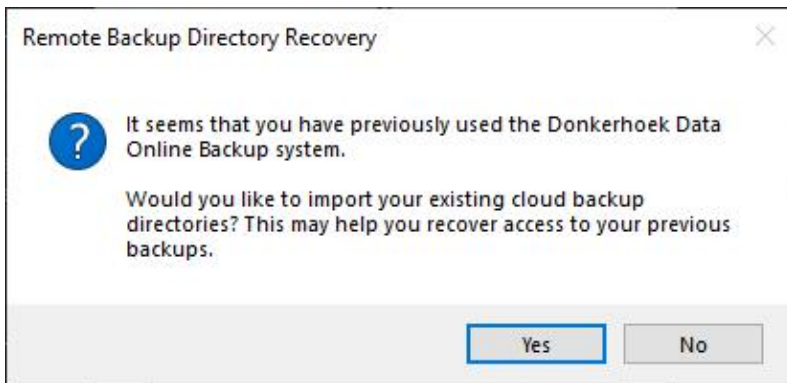 Remote Backup Directory Recovery
?
It seems that you have previously used the Donkerhoek Data
Online Backup system.
Would you like to import your existing cloud backup
directories? This may help you recover access to your previous
backups.
Yes
No